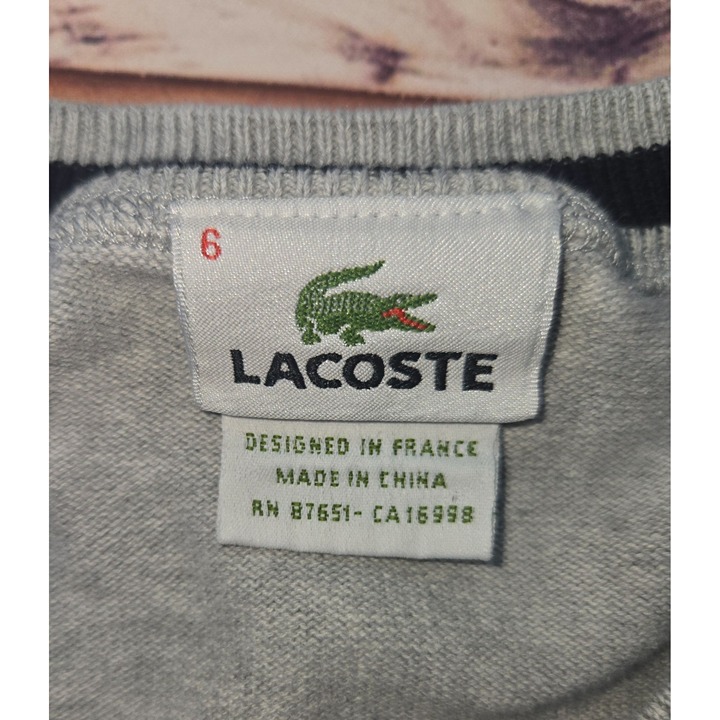 6
LACOSTE
DESIGNED IN FRANCE
MADE IN CHINA
RN 87651- CA16998